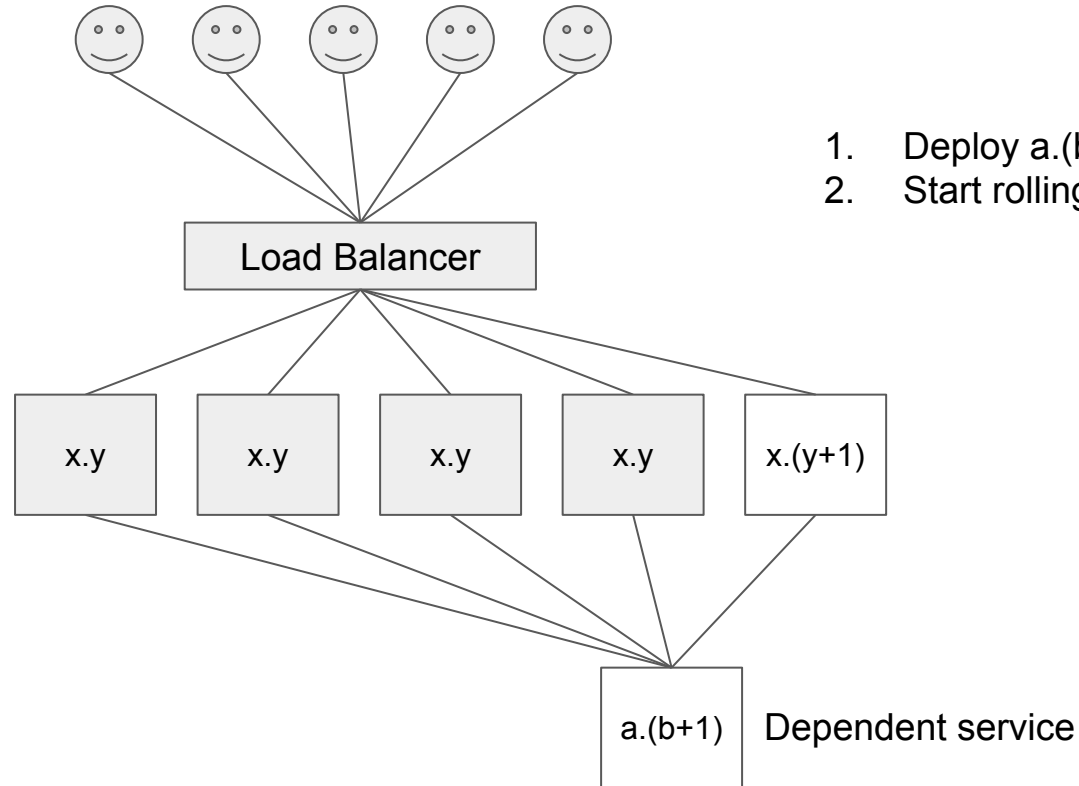 1. Deploy a.(b
2. Start rolling
Load Balancer
x.y
x.y
x.y
x.y
x.(y+1)
a.(b+1)
Dependent service